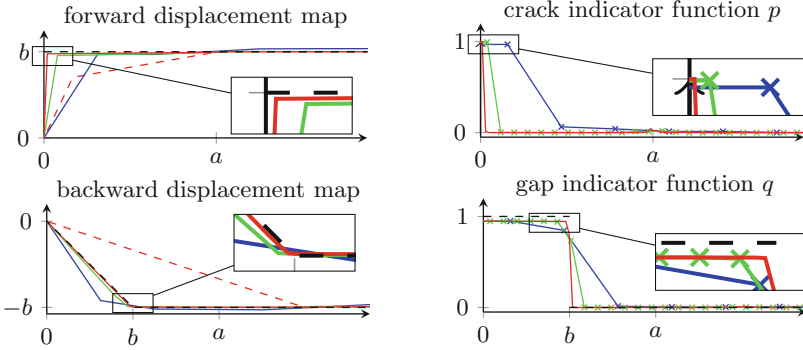 forward displacement map
b
0
0
a
crack indicator function p
1
0
0
a
backward displacement map
0
−b
0
b
a
gap indicator function q
1
0
0
b
a